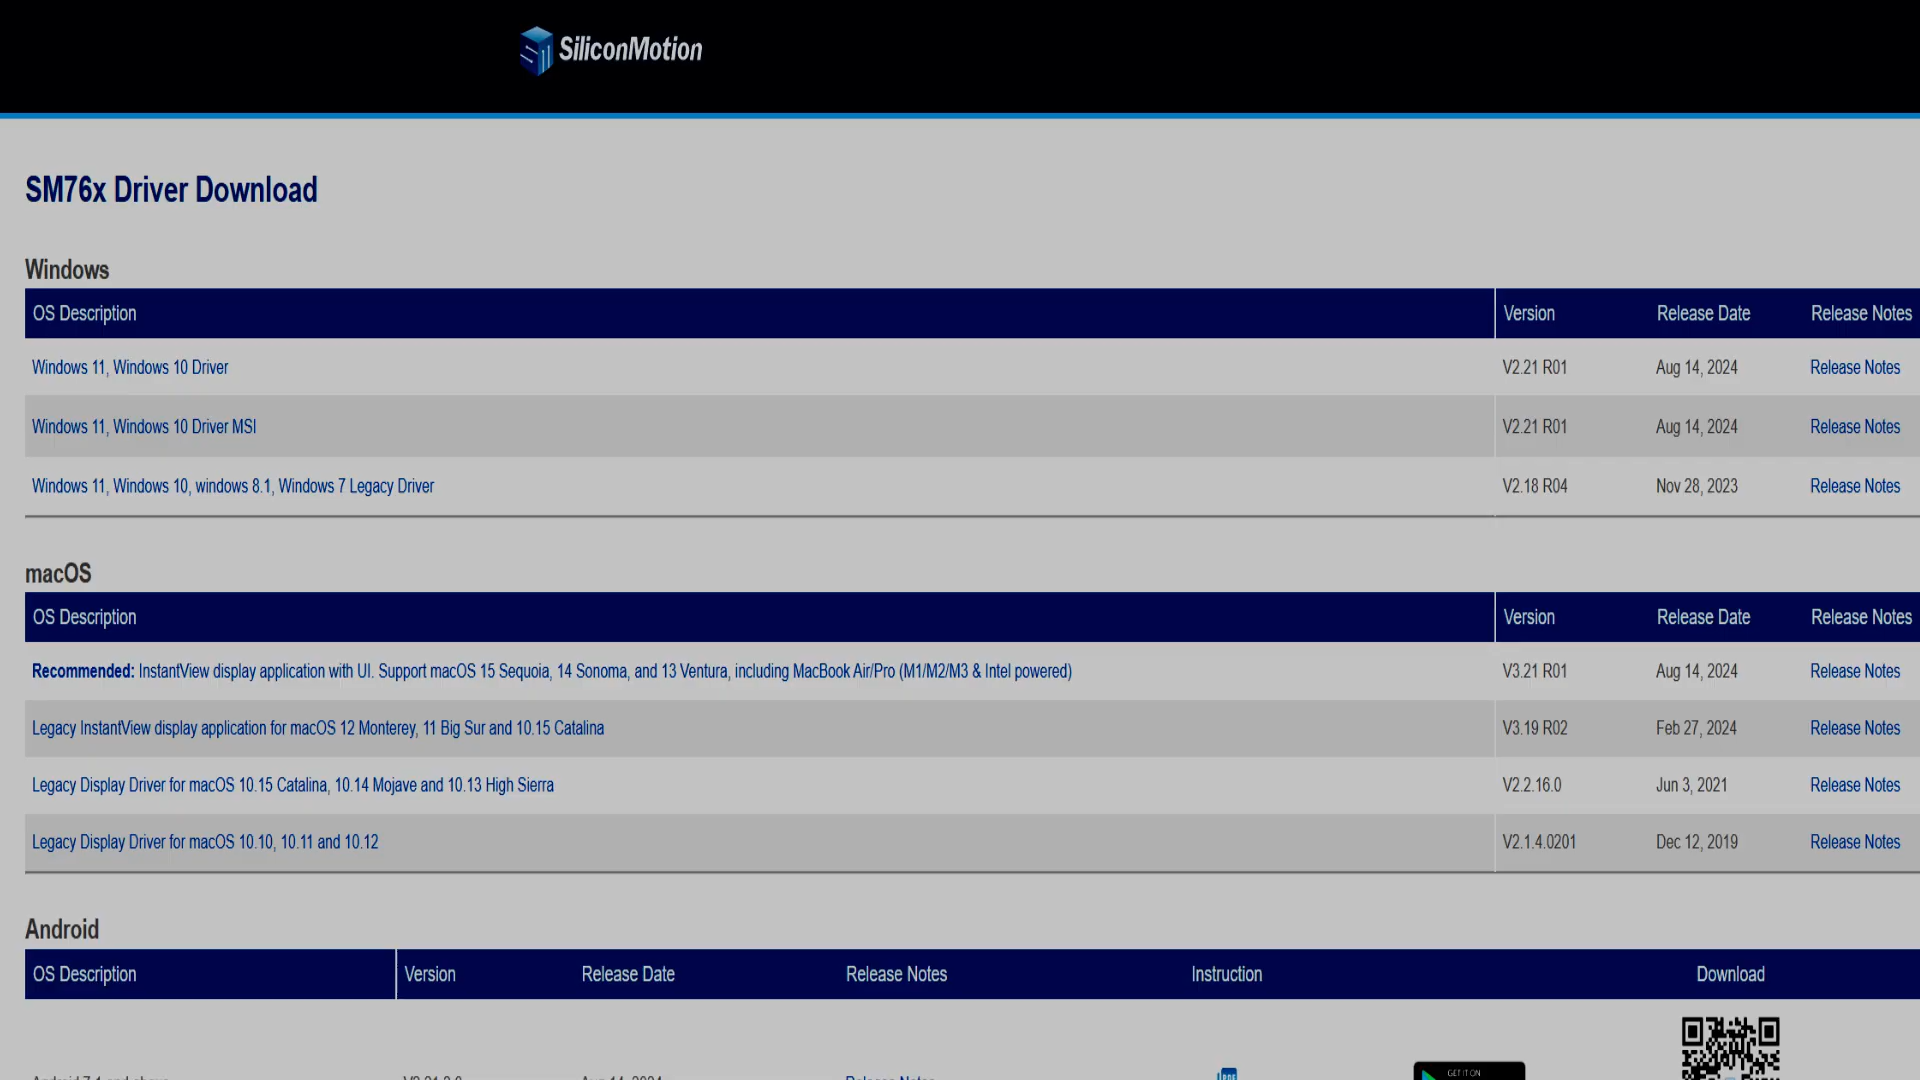 SiliconMotion
SM76x Driver Download
Windows
OS Description Version Release Date Release Notes
Windows 11, Windows 10 Driver V2.21 R01 Aug 14, 2024 Release Notes
Windows 11, Windows 10 Driver MSI V2.21 R01 Aug 14, 2024 Release Notes
Windows 11, Windows 10, windows 8.1, Windows 7 Legacy Driver V2.18 R04 Nov 28, 2023 Release Notes
macOS
OS Description Version Release Date Release Notes
Recommended: InstantView display application with UI. Support macOS 15 Sequoia, 14 Sonoma, and 13 Ventura, including MacBook Air/Pro (M1/M2/M3 & Intel powered) V3.21 R01 Aug 14, 2024 Release Notes
Legacy InstantView display application for macOS 12 Monterey, 11 Big Sur and 10.15 Catalina V3.19 R02 Feb 27, 2024 Release Notes
Legacy Display Driver for macOS 10.15 Catalina, 10.14 Mojave and 10.13 High Sierra V2.2.16.0 Jun 3, 2021 Release Notes
Legacy Display Driver for macOS 10.10, 10.11 and 10.12 V2.1.4.0201 Dec 12, 2019 Release Notes
Android
OS Description Version Release Date Release Notes Instruction Download
GET IT ON